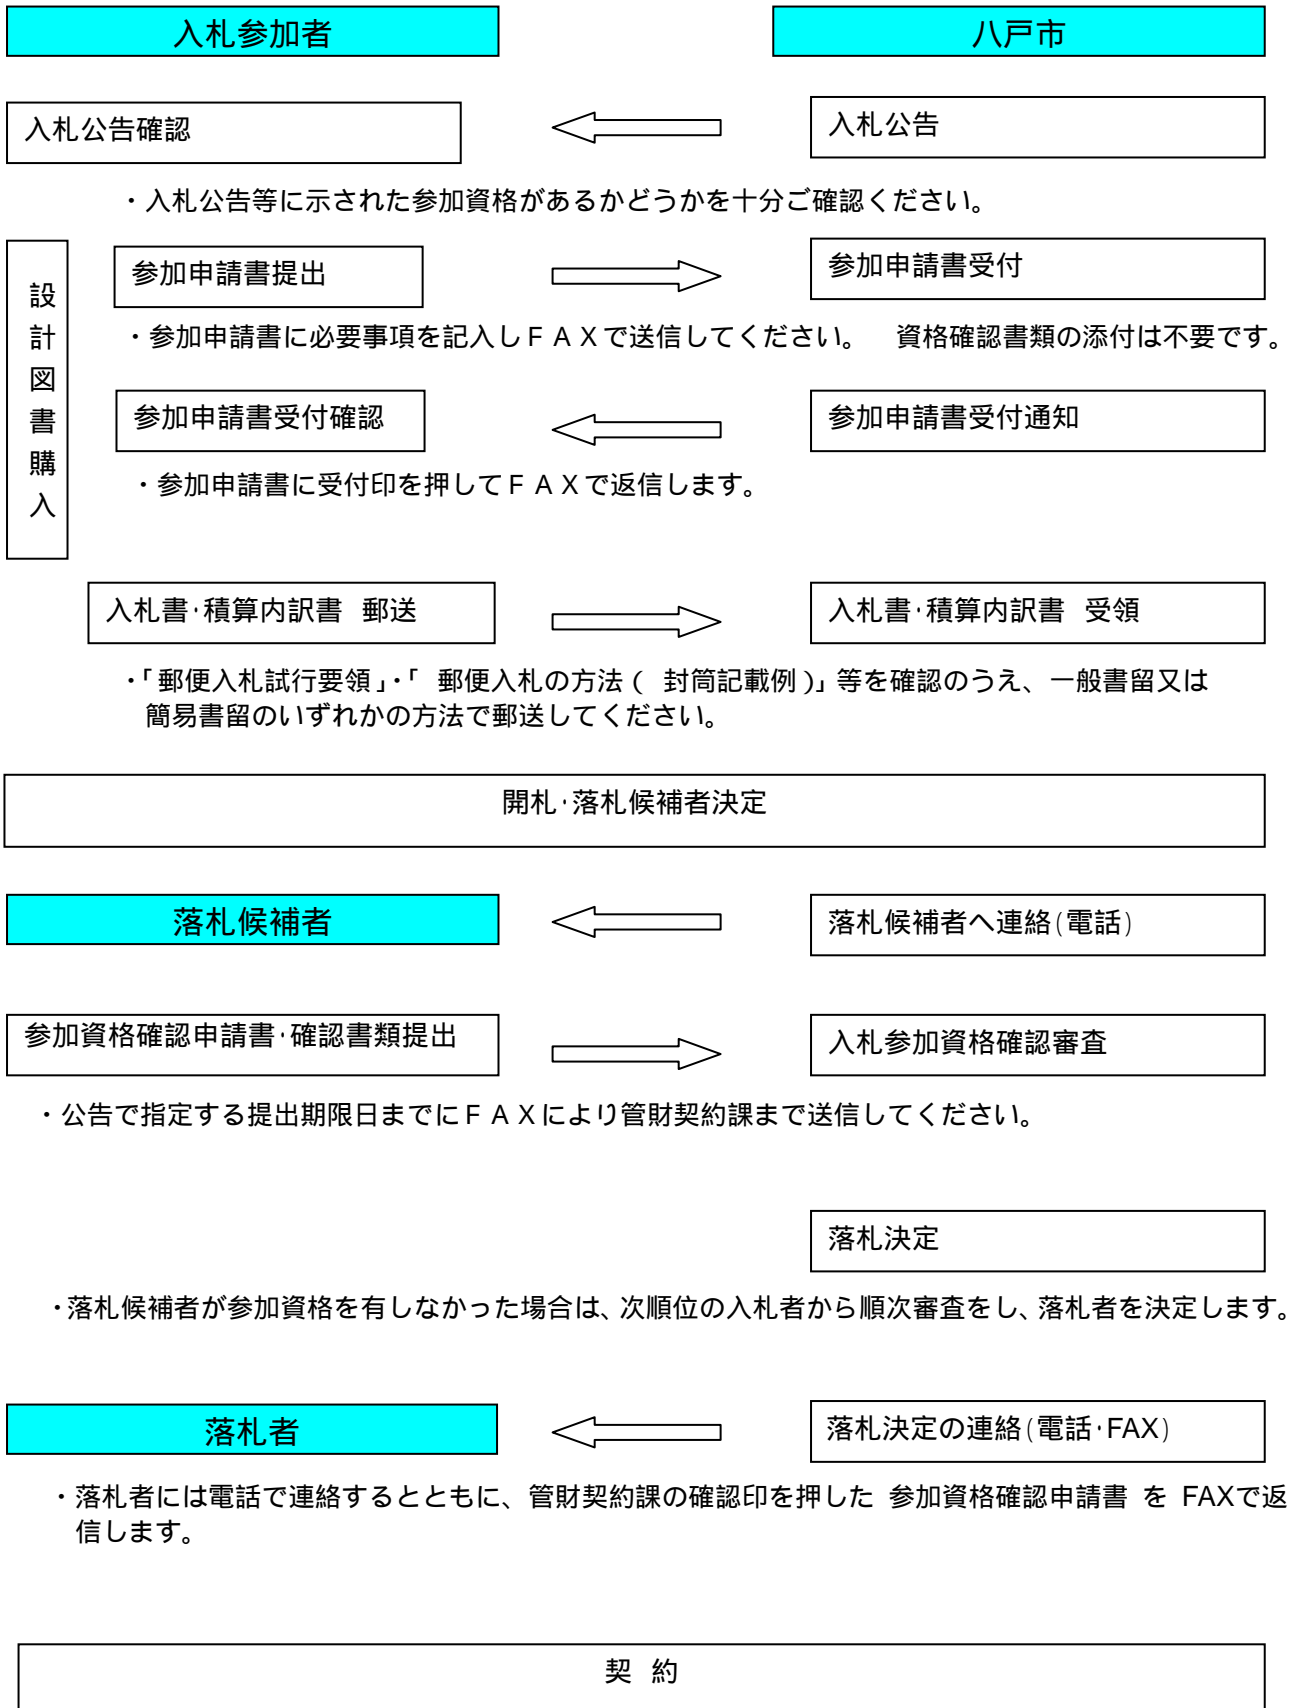 入札参加者
八戸市
入札公告確認
入札公告
・入札公告等に示された参加資格があるかどうかを十分ご確認ください。
設計図書購入
参加申請書提出
参加申請書受付
・参加申請書に必要事項を記入しＦＡＸで送信してください。　資格確認書類の添付は不要です。
参加申請書受付確認
参加申請書受付通知
・参加申請書に受付印を押してＦＡＸで返信します。
入札書・積算内訳書 郵送
入札書・積算内訳書 受領
・「郵便入札試行要領」・「 郵便入札の方法( 封筒記載例)」等を確認のうえ、一般書留又は
簡易書留のいずれかの方法で郵送してください。
開札・落札候補者決定
落札候補者
落札候補者へ連絡(電話)
参加資格確認申請書・確認書類提出
入札参加資格確認審査
・公告で指定する提出期限日までにＦＡＸにより管財契約課まで送信してください。
落札決定
・落札候補者が参加資格を有しなかった場合は、次順位の入札者から順次審査をし、落札者を決定します。
落札者
落札決定の連絡(電話・FAX)
・落札者には電話で連絡するとともに、管財契約課の確認印を押した 参加資格確認申請書 を FAXで返
信します。
契 約